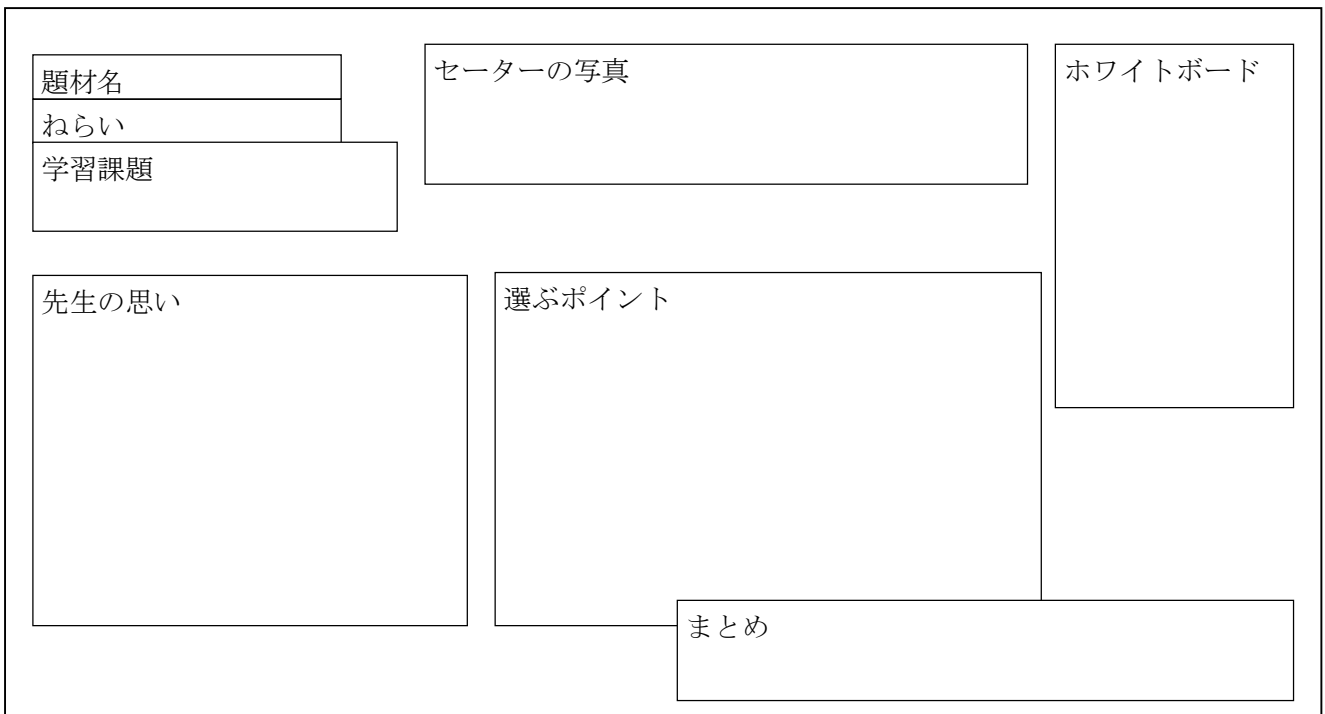 題材名
ねらい
学習課題
セーターの写真
ホワイトボード
先生の思い
選ぶポイント
まとめ